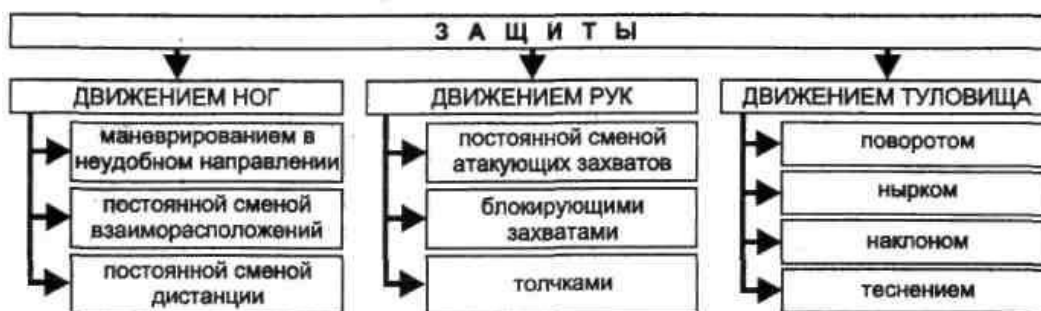 ЗАЩИТЫ
ДВИЖЕНИЕМ НОГ
маневрированием в
неудобном направлении
постоянной сменой
взаиморасположений
постоянной сменой
дистанции
ДВИЖЕНИЕМ РУК
постоянной сменой
атакующих захватов
блокирующими
захватами
толчками
ДВИЖЕНИЕМ ТУЛОВИЩА
поворотом
нырком
наклоном
теснением